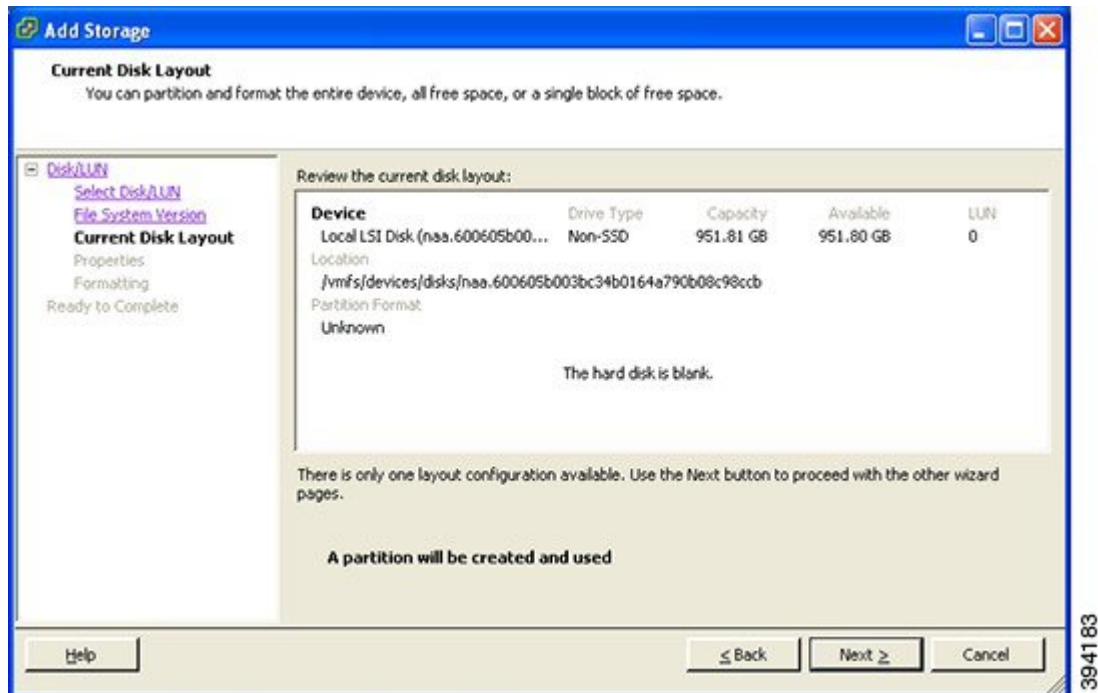 Add Storage
Current Disk Layout
You can partition and format the entire device, all free space, or a single block of free space.
Disk/LUN
Select Disk/LUN
File System Version
Current Disk Layout
Properties
Formatting
Ready to Complete
Review the current disk layout:
Device Drive Type Capacity Available LUN
Local LSI Disk (naa.600605b00... Non-SSD 951.81 GB 951.80 GB 0
Location
/vmfs/devices/disks/naa.600605b003bc34b0164a790b08c98ccb
Partition Format
Unknown
The hard disk is blank.
There is only one layout configuration available. Use the Next button to proceed with the other wizard
pages.
A partition will be created and used
Help
≤ Back
Next ≥
Cancel
394183